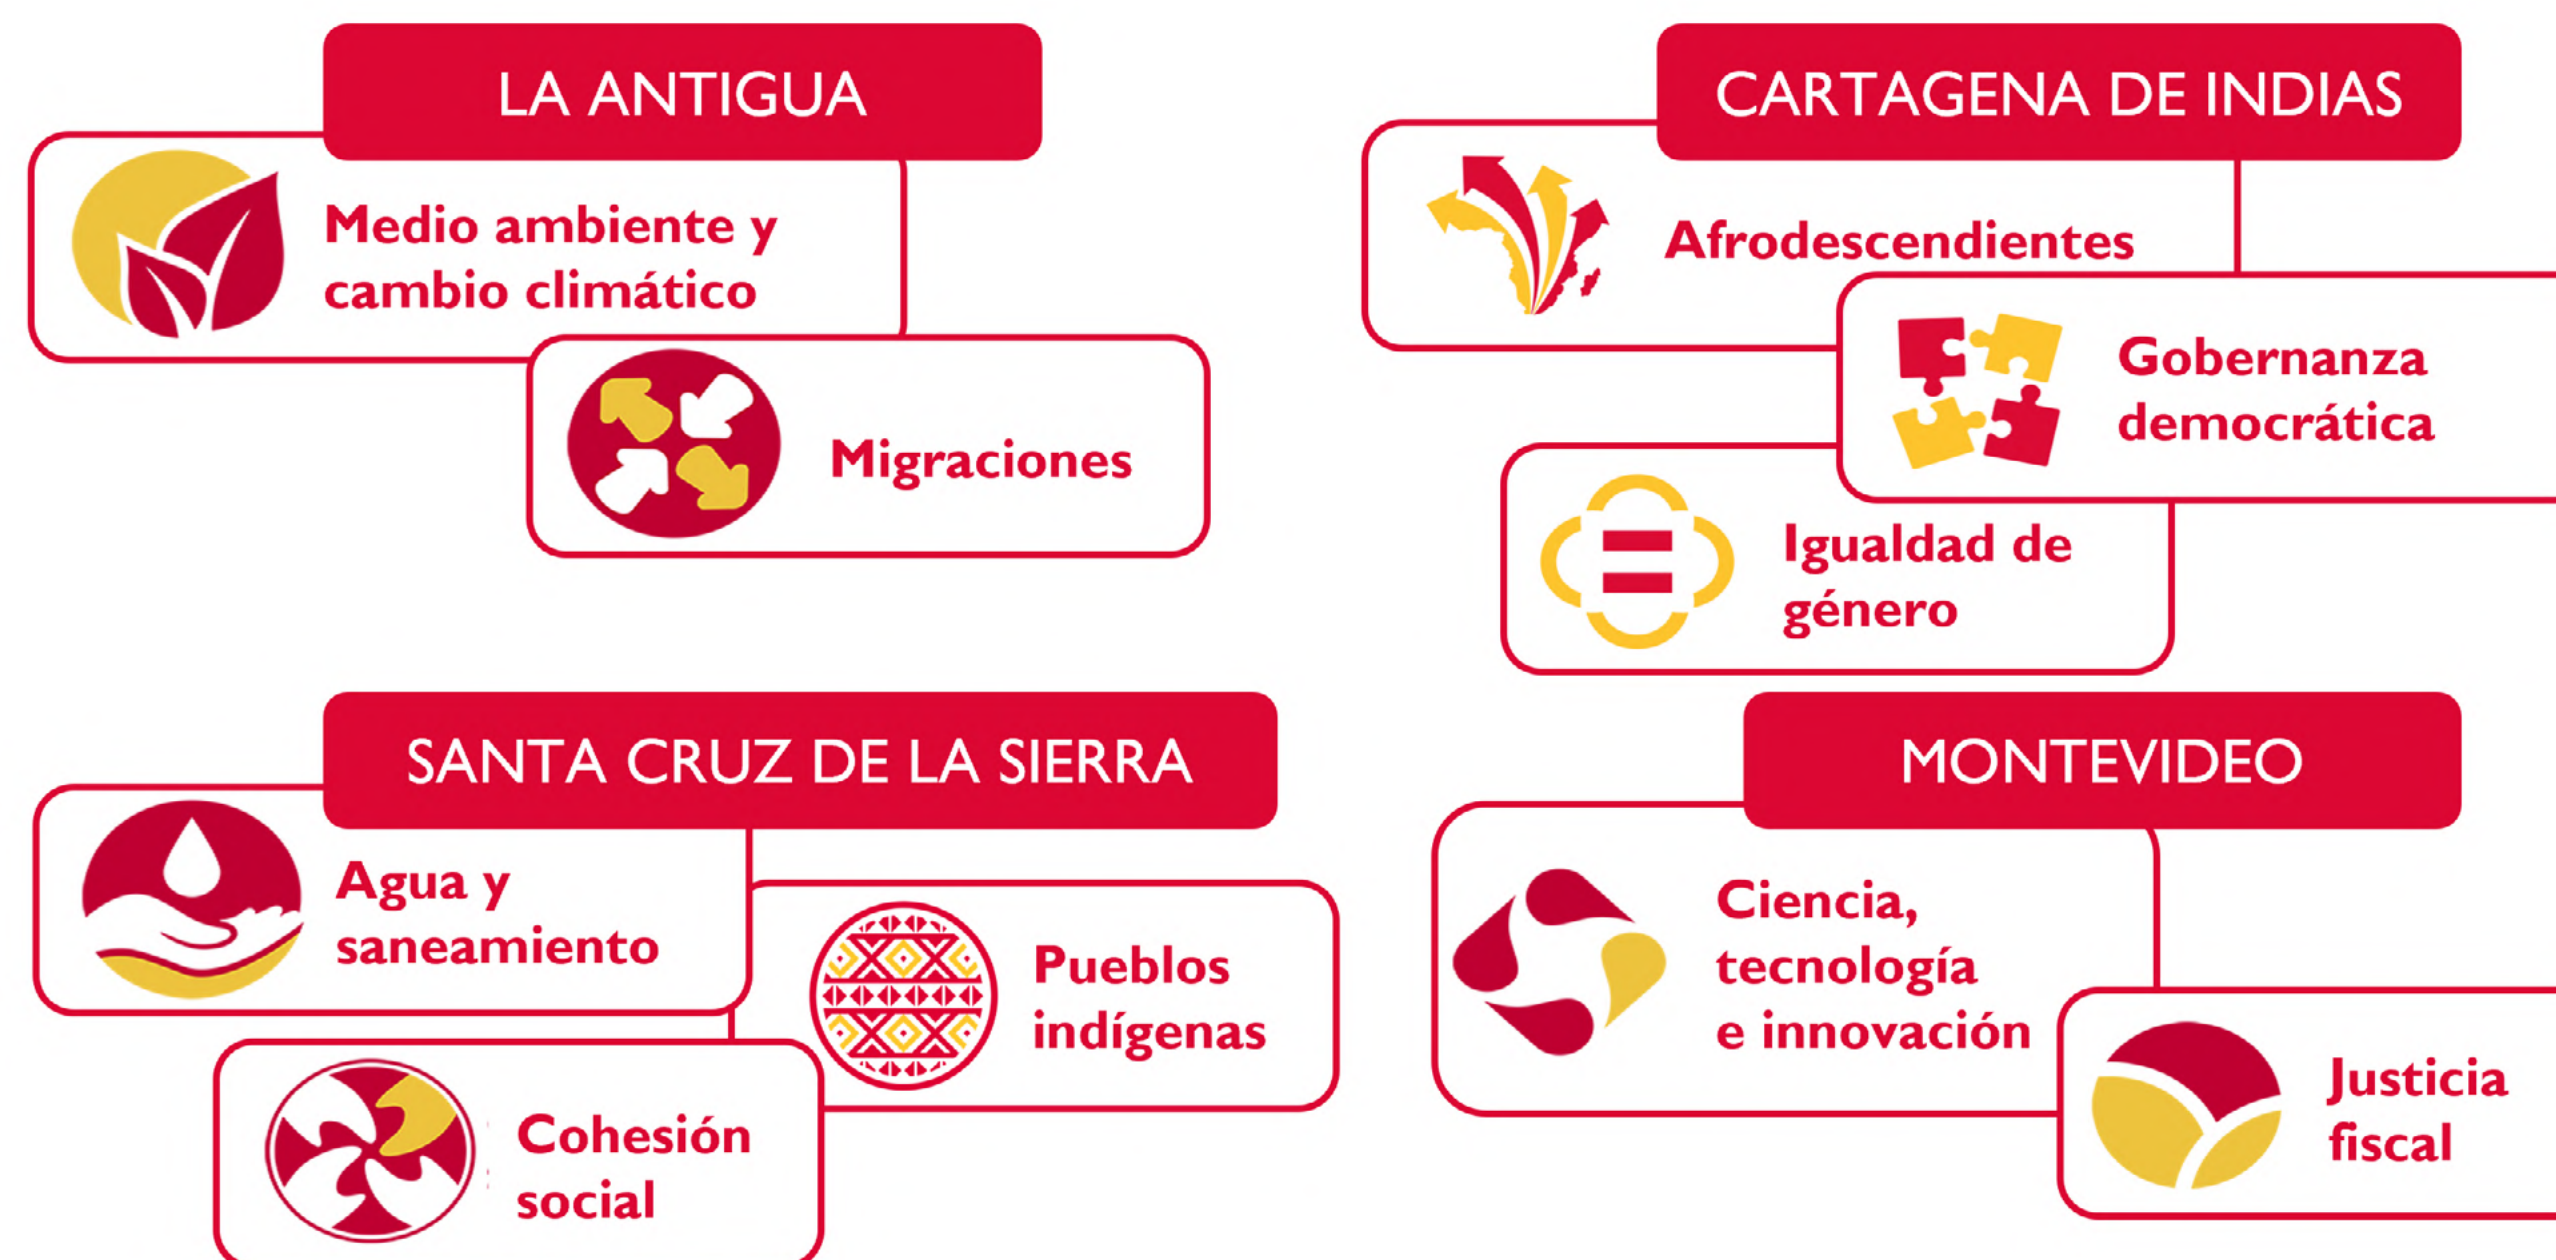 LA ANTIGUA
Medio ambiente y
cambio climático
Migraciones
CARTAGENA DE INDIAS
Afrodescendientes
Gobernanza
democrática
Igualdad de
género
SANTA CRUZ DE LA SIERRA
Agua y
saneamiento
Pueblos
indígenas
Cohesión
social
MONTEVIDEO
Ciencia,
tecnología
e innovación
Justicia
fiscal